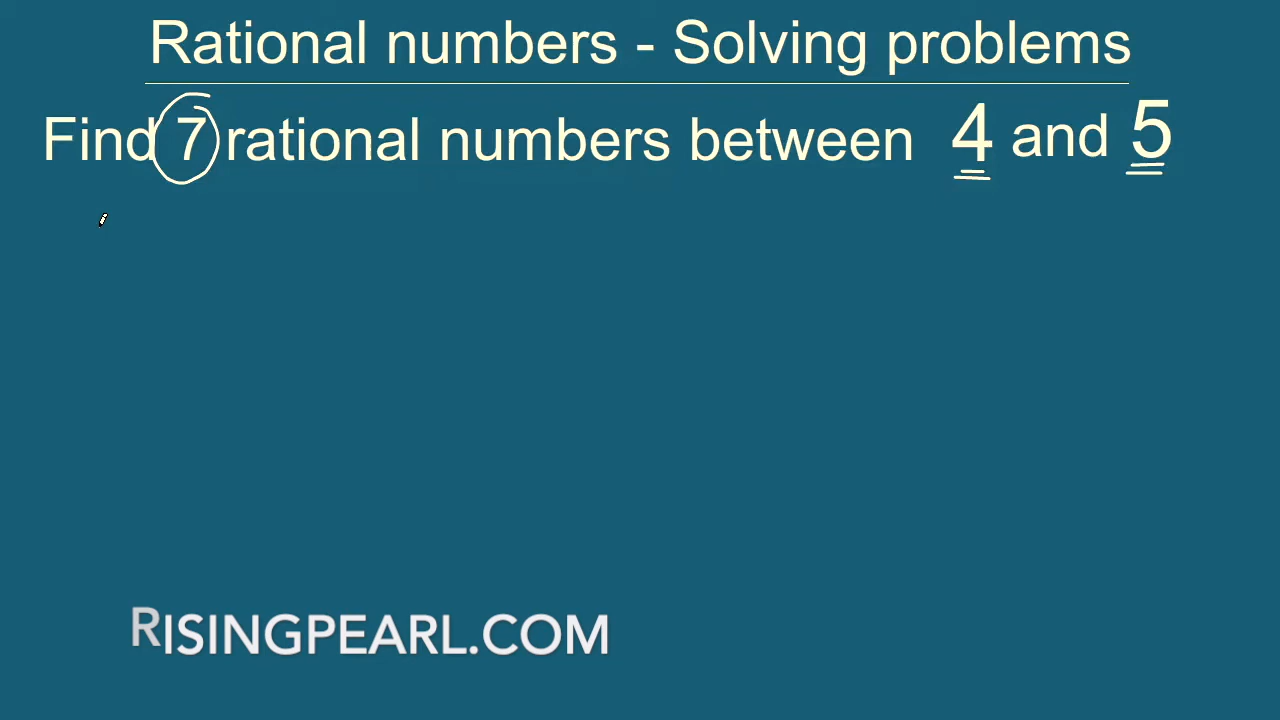 Rational numbers - Solving problems
Find 7 rational numbers between 4 and 5
RISINGPEARL.COM